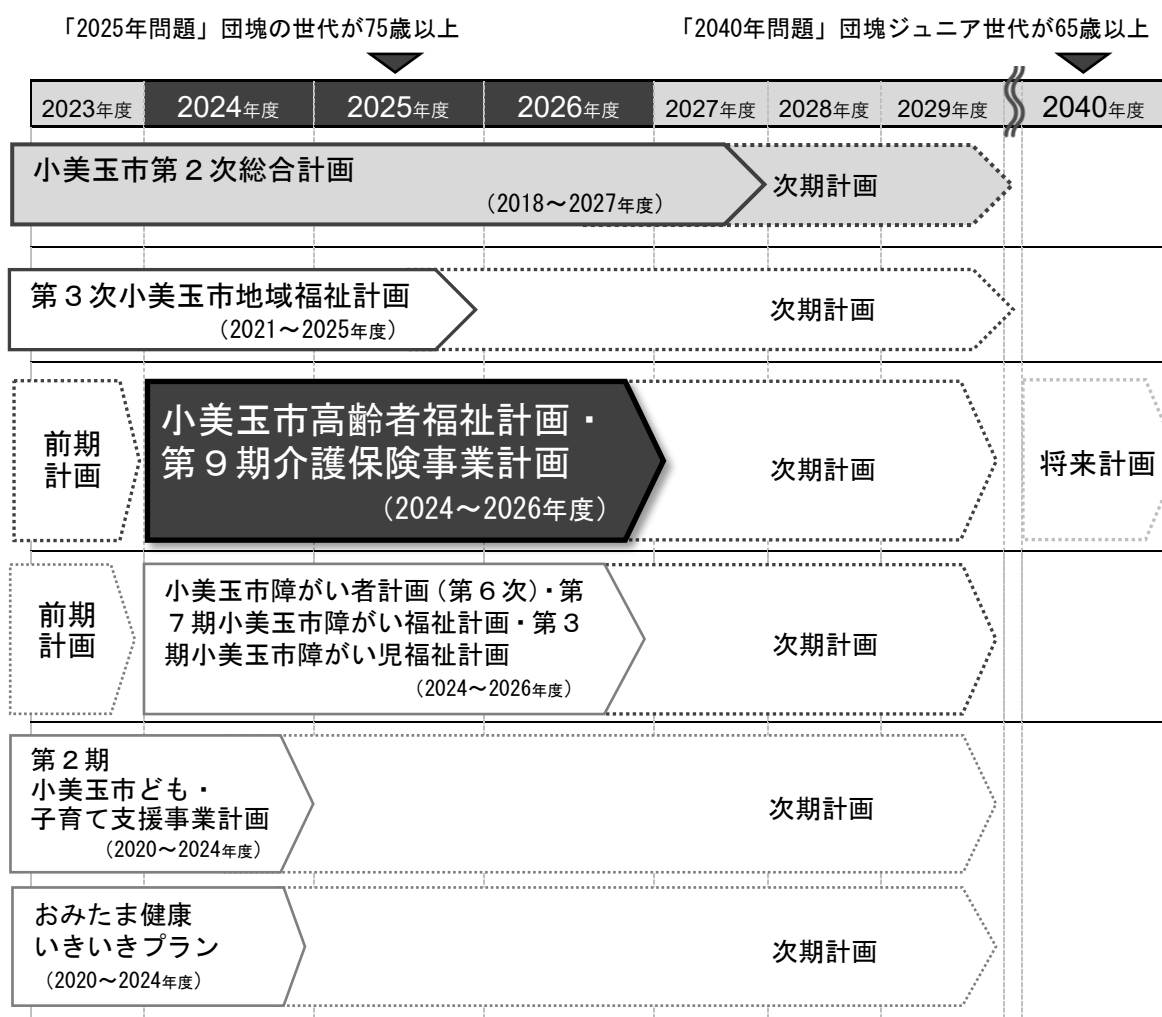 「2025年問題」団塊の世代が75歳以上
「2040年問題」団塊ジュニア世代が65歳以上
2023年度
2024年度
2025年度
2026年度
2027年度
2028年度
2029年度
2040年度
小美玉市第２次総合計画
（2018～2027年度）
次期計画
第３次小美玉市地域福祉計画
（2021～2025年度）
次期計画
前期
計画
小美玉市高齢者福祉計画・
第９期介護保険事業計画
（2024～2026年度）
次期計画
将来計画
前期
計画
小美玉市障がい者計画（第６次）・第
７期小美玉市障がい福祉計画・第３
期小美玉市障がい児福祉計画
（2024～2026年度）
次期計画
第２期
小美玉市ども・
子育て支援事業計画
（2020～2024年度）
次期計画
おみたま健康
いきいきプラン
（2020～2024年度）
次期計画